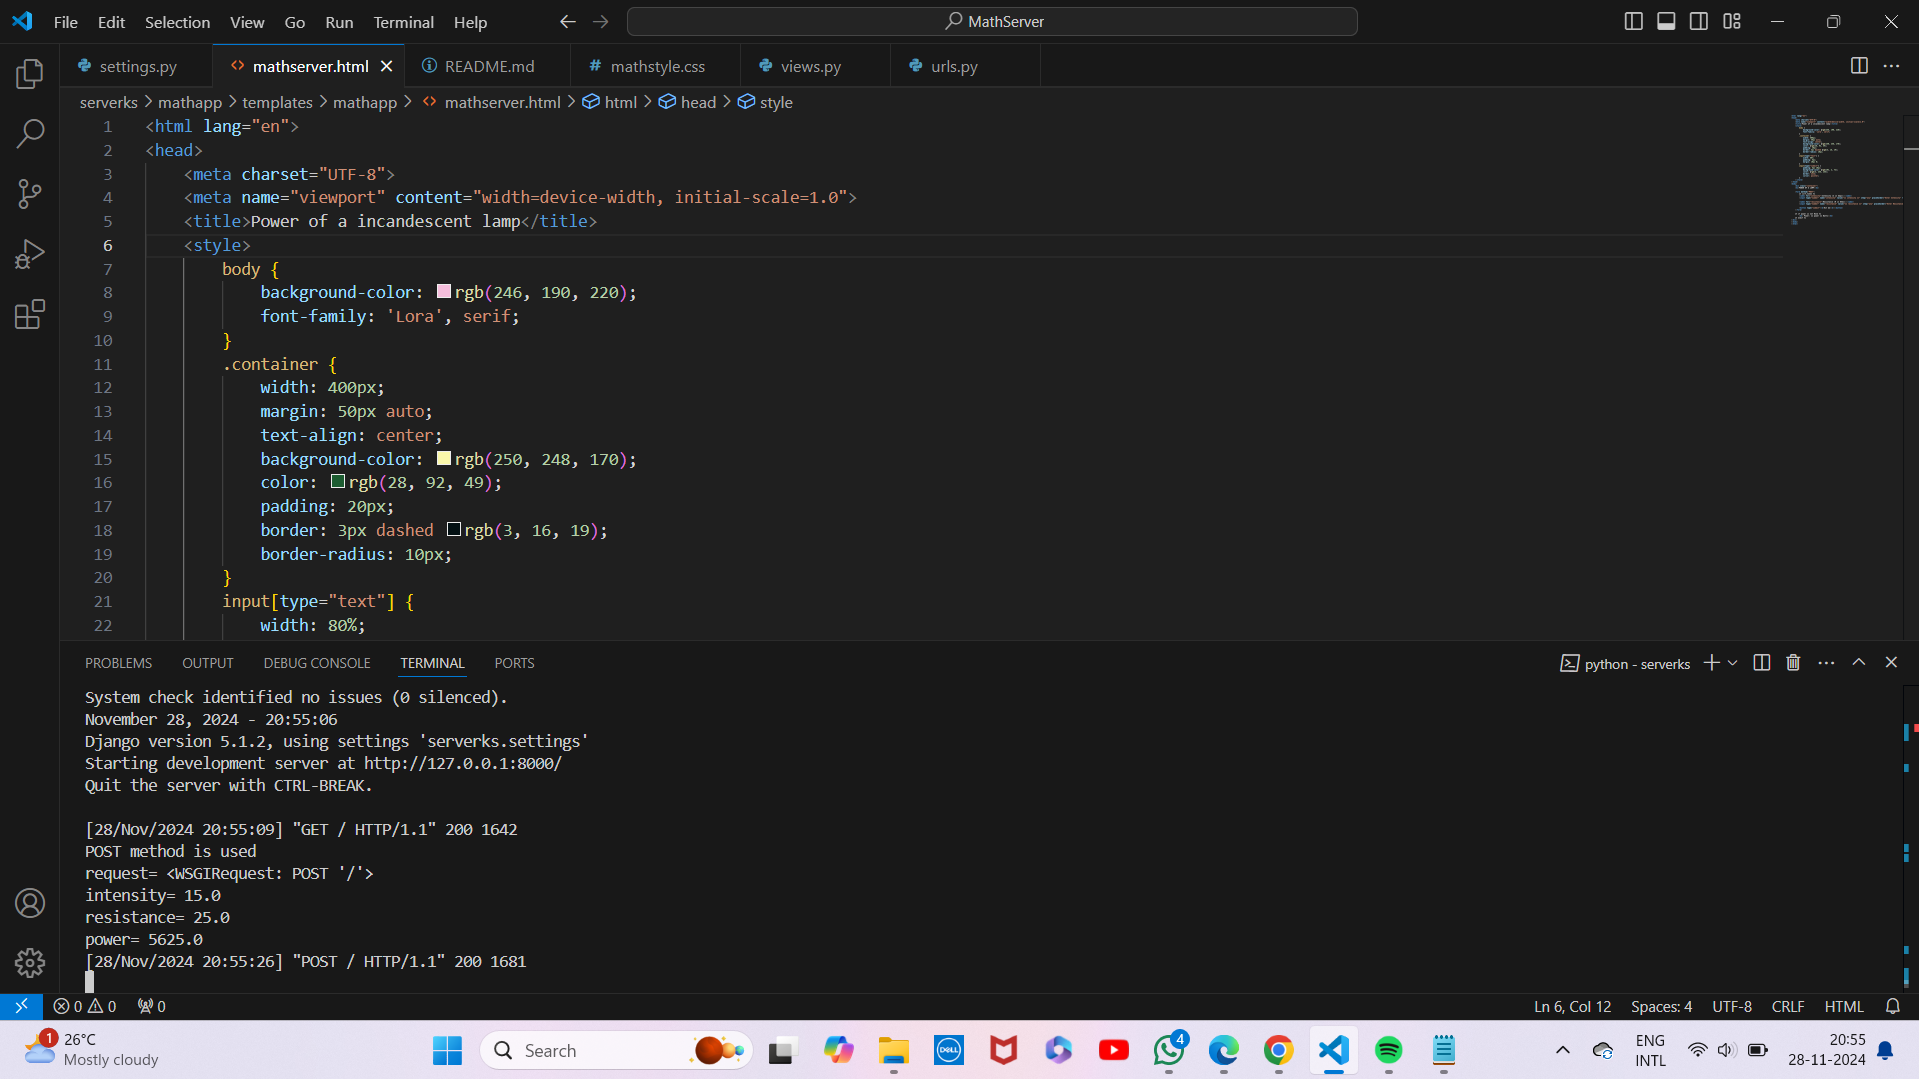 File Edit Selection View Go Run Terminal Help
MathServer
settings.py mathserver.html README.md # mathstyle.css views.py urls.py
serverks > mathapp > templates > mathapp > mathserver.html > html > head > style
1 <html lang="en">
2 <head>
3 <meta charset="UTF-8">
4 <meta name="viewport" content="width=device-width, initial-scale=1.0">
5 <title>Power of a incandescent lamp</title>
6 <style>
7 body {
8 background-color: rgb(246, 190, 220);
9 font-family: 'Lora', serif;
10 }
11 .container {
12 width: 400px;
13 margin: 50px auto;
14 text-align: center;
15 background-color: rgb(250, 248, 170);
16 color: rgb(28, 92, 49);
17 padding: 20px;
18 border: 3px dashed rgb(3, 16, 19);
19 border-radius: 10px;
20 }
21 input[type="text"] {
22 width: 80%;
PROBLEMS OUTPUT DEBUG CONSOLE TERMINAL PORTS
python - serverks
System check identified no issues (0 silenced).
November 28, 2024 - 20:55:06
Django version 5.1.2, using settings 'serverks.settings'
Starting development server at http://127.0.0.1:8000/
Quit the server with CTRL-BREAK.
[28/Nov/2024 20:55:09] "GET / HTTP/1.1" 200 1642
POST method is used
request= <WSGIRequest: POST '/'>
intensity= 15.0
resistance= 25.0
power= 5625.0
[28/Nov/2024 20:55:26] "POST / HTTP/1.1" 200 1681
0 0 0
Ln 6, Col 12 Spaces: 4 UTF-8 CRLF HTML
1
26°C
Mostly cloudy
Search
DELL
4
ENG
INTL
20:55
28-11-2024